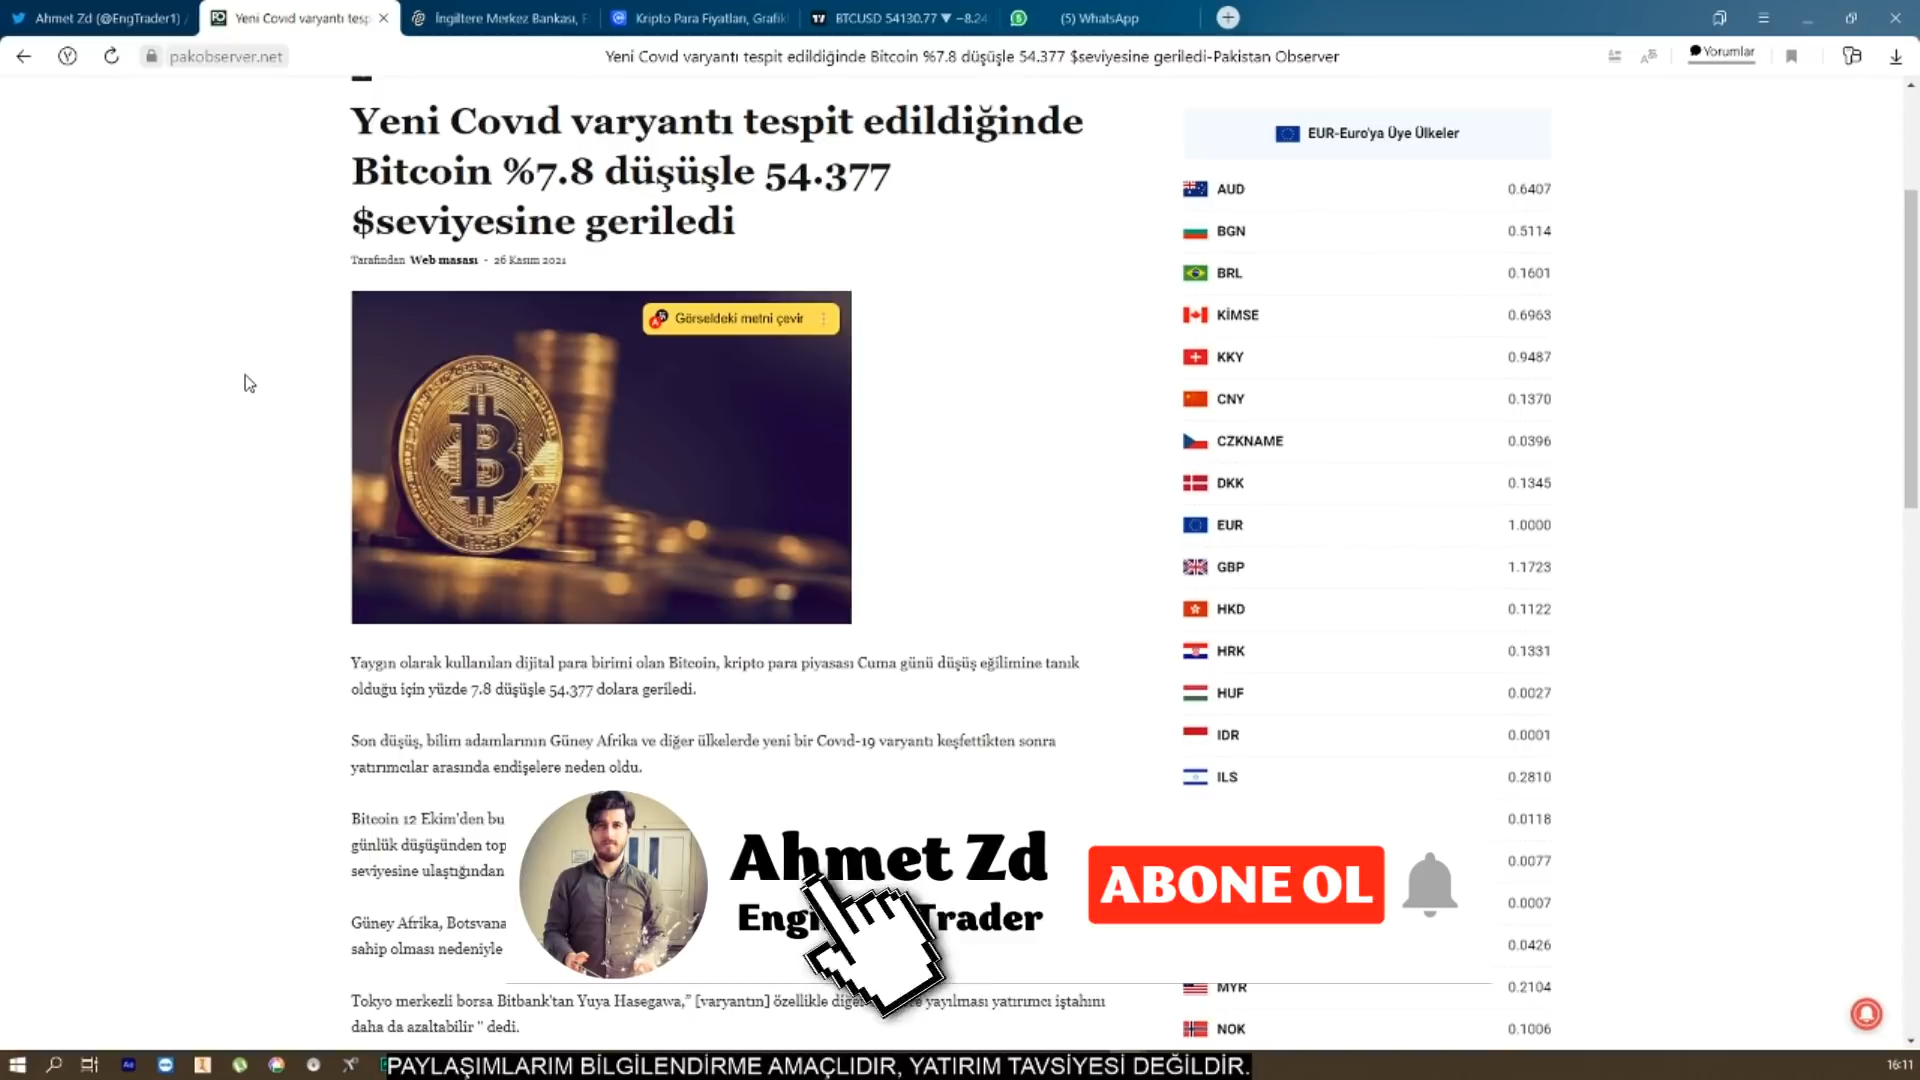 Ahmet Zd (@EngTrader1)
Yeni Covıd varyantı tesp
İngiltere Merkez Bankası, E
Kripto Para Fiyatları, Grafikl
BTCUSD 54130.77 ▼ −8.24
(5) WhatsApp
pakobserver.net
Yeni Covıd varyantı tespit edildiğinde Bitcoin %7.8 düşüşle 54.377 $seviyesine geriledi-Pakistan Observer
Yorumlar
Yeni Covıd varyantı tespit edildiğinde
Bitcoin %7.8 düşüşle 54.377
$seviyesine geriledi
Tarafından Web masası - 26 Kasım 2021
Görseldeki metni çevir
Yaygın olarak kullanılan dijital para birimi olan Bitcoin, kripto para piyasası Cuma günü düşüş eğilimine tanık
olduğu için yüzde 7.8 düşüşle 54.377 dolara geriledi.
Son düşüş, bilim adamlarının Güney Afrika ve diğer ülkelerde yeni bir Covıd-19 varyantı keşfettikten sonra
yatırımcılar arasında endişelere neden oldu.
Bitcoin 12 Ekim'den bu
günlük düşüşünden top
seviyesine ulaştığından
Güney Afrika, Botsvana
sahip olması nedeniyle
Tokyo merkezli borsa Bitbank'tan Yuya Hasegawa,” [varyantın] özellikle yayılması yatırımcı iştahını
daha da azaltabilir " dedi.
EUR-Euro'ya Üye Ülkeler
AUD 0.6407
BGN 0.5114
BRL 0.1601
KİMSE 0.6963
KKY 0.9487
CNY 0.1370
CZKNAME 0.0396
DKK 0.1345
EUR 1.0000
GBP 1.1723
HKD 0.1122
HRK 0.1331
HUF 0.0027
IDR 0.0001
ILS 0.2810
0.0118
0.0077
0.0007
0.0426
MYR 0.2104
NOK 0.1006
Ahmet Zd
Engi Trader
ABONE OL
PAYLAŞIMLARIM BİLGİLENDİRME AMAÇLIDIR, YATIRIM TAVSİYESİ DEĞİLDİR.
16:11